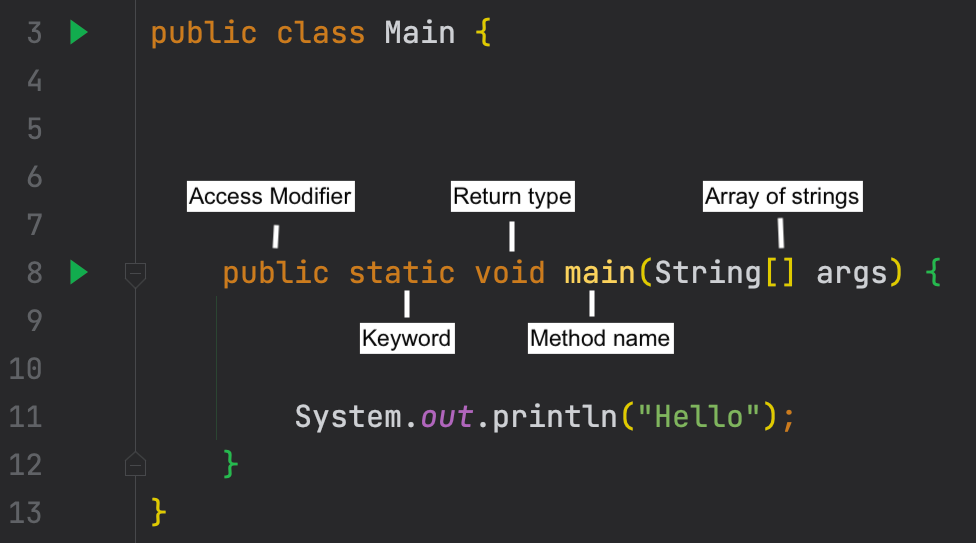 3 public class Main {
4
5
6
Access Modifier Return type Array of strings
7
8 public static void main(String[] args) {
9
Keyword Method name
10
11 System.out.println("Hello");
12 }
13 }